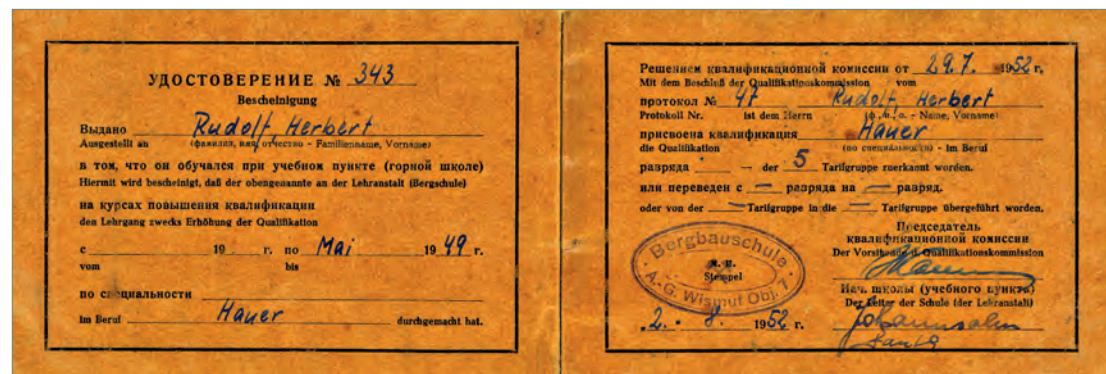 УДОСТОВЕРЕНИЕ № 343
Bescheinigung
Выдано Rudolf, Herbert
Ausgestellt an (фамилия, имя, отчество - Familienname, Vorname)
в том, что он обучался при учебном пункте (горной школе)
Hiermit wird bescheinigt, daß der obengenannte an der Lehranstalt (Bergschule)
на курсах повышения квалификации
den Lehrgang zwecks Erhöhung der Qualifikation
с 19 г. по Mai 1949 г.
vom bis
по специальности
im Beruf Hauer durchgemacht hat.
Решением квалификационной комиссии от 29.7. 1952 г.
Mit dem Beschluß der Qualifikationskommission vom
протокол № 47 Rudolf, Herbert
Protokoll Nr. ist dem Herrn (ф., и., о. - Name, Vorname)
присвоена квалификация Hauer
die Qualifikation (по специальности) - im Beruf
разряда — der 5 Tarifgruppe zuerkannt worden.
или переведен с — разряда на — разряд.
oder von der — Tarifgruppe in die — Tarifgruppe übergeführt worden.
Председатель
квалификационной комиссии
Der Vorsitzende d. Qualifikationskommission
Bergbauschule
М. П.
Stempel
A.-G. Wismut Obj. 7
Нач. школы (учебного пункта)
Der Leiter der Schule (der Lehranstalt)
2. 8. 1952 г.